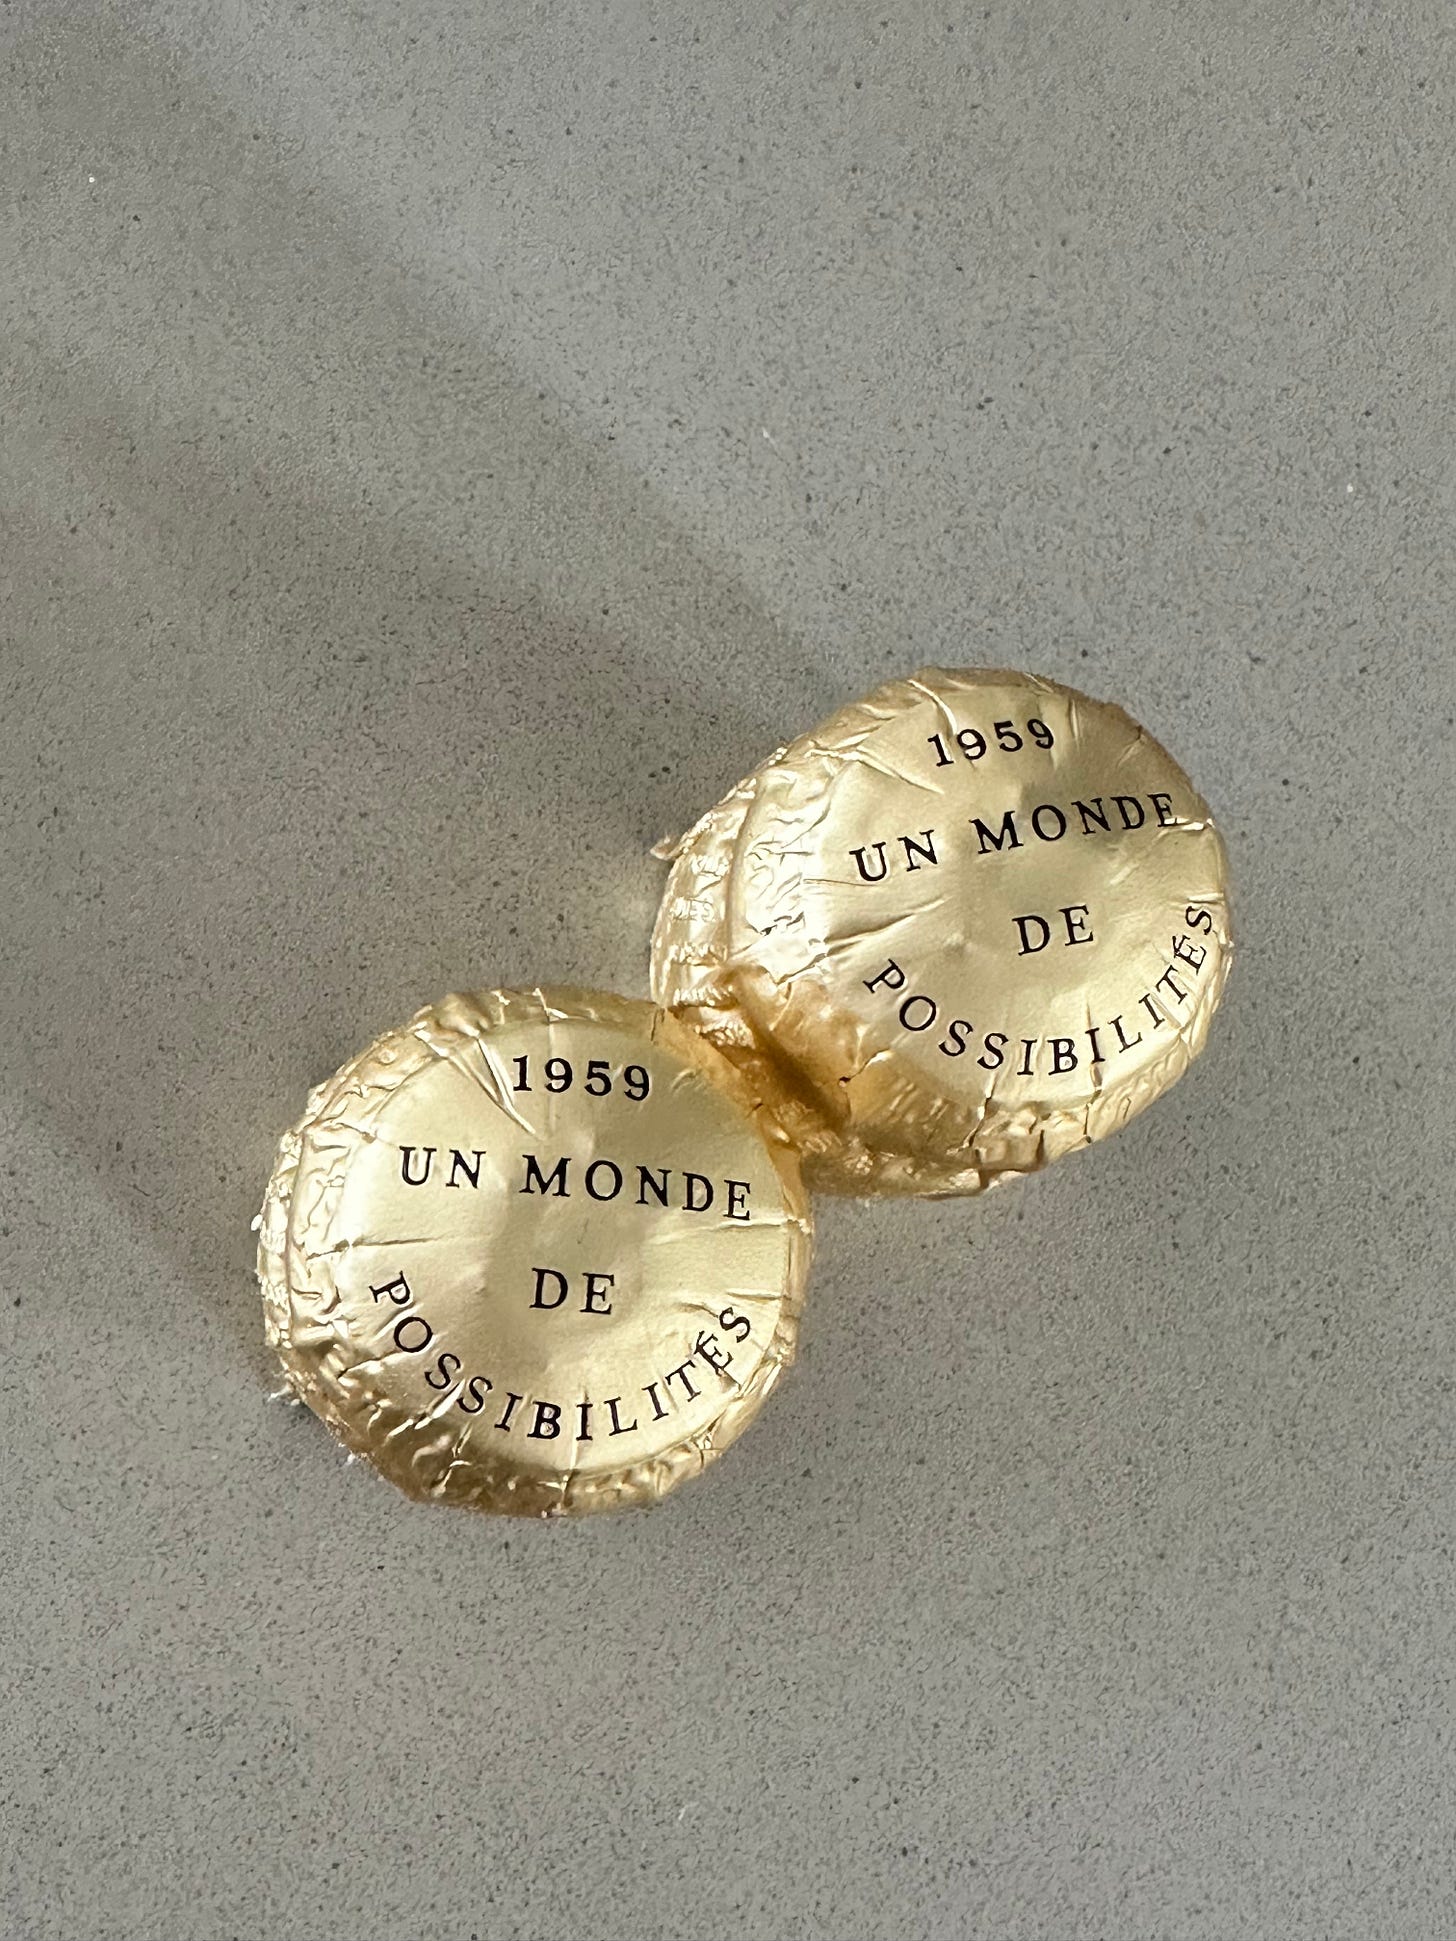 1959
UN MONDE
DE
POSSIBILITÉS
1959
UN MONDE
DE
POSSIBILITÉS